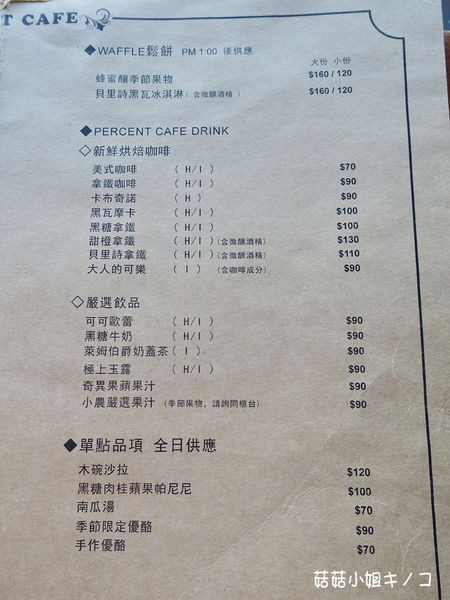 T CAFE
◆WAFFLE鬆餅 PM 1:00 後供應
大份 小份
蜂蜜釀季節果物 $160 / 120
貝里詩黑瓦冰淇淋(含微醺酒精) $160 / 120
◆PERCENT CAFE DRINK
◇新鮮烘焙咖啡
美式咖啡 (H/I) $70
拿鐵咖啡 (H/I) $90
卡布奇諾 (H) $90
黑瓦摩卡 (H/I) $100
黑糖拿鐵 (H/I) $100
甜橙拿鐵 (H/I)(含微醺酒精) $130
貝里詩拿鐵 (H/I)(含微醺酒精) $110
大人的可樂 (I) (含咖啡成分) $90
◇嚴選飲品
可可歐蕾 (H/I) $90
黑糖牛奶 (H/I) $90
萊姆伯爵奶蓋茶(I) $90
極上玉露 (H/I) $90
奇異果蘋果汁 $90
小農嚴選果汁 (季節果物, 請詢問櫃台) $90
◆單點品項 全日供應
木碗沙拉 $120
黑糖肉桂蘋果帕尼尼 $100
南瓜湯 $70
季節限定優酪 $90
手作優酪 $70
菇菇小姐キノコ